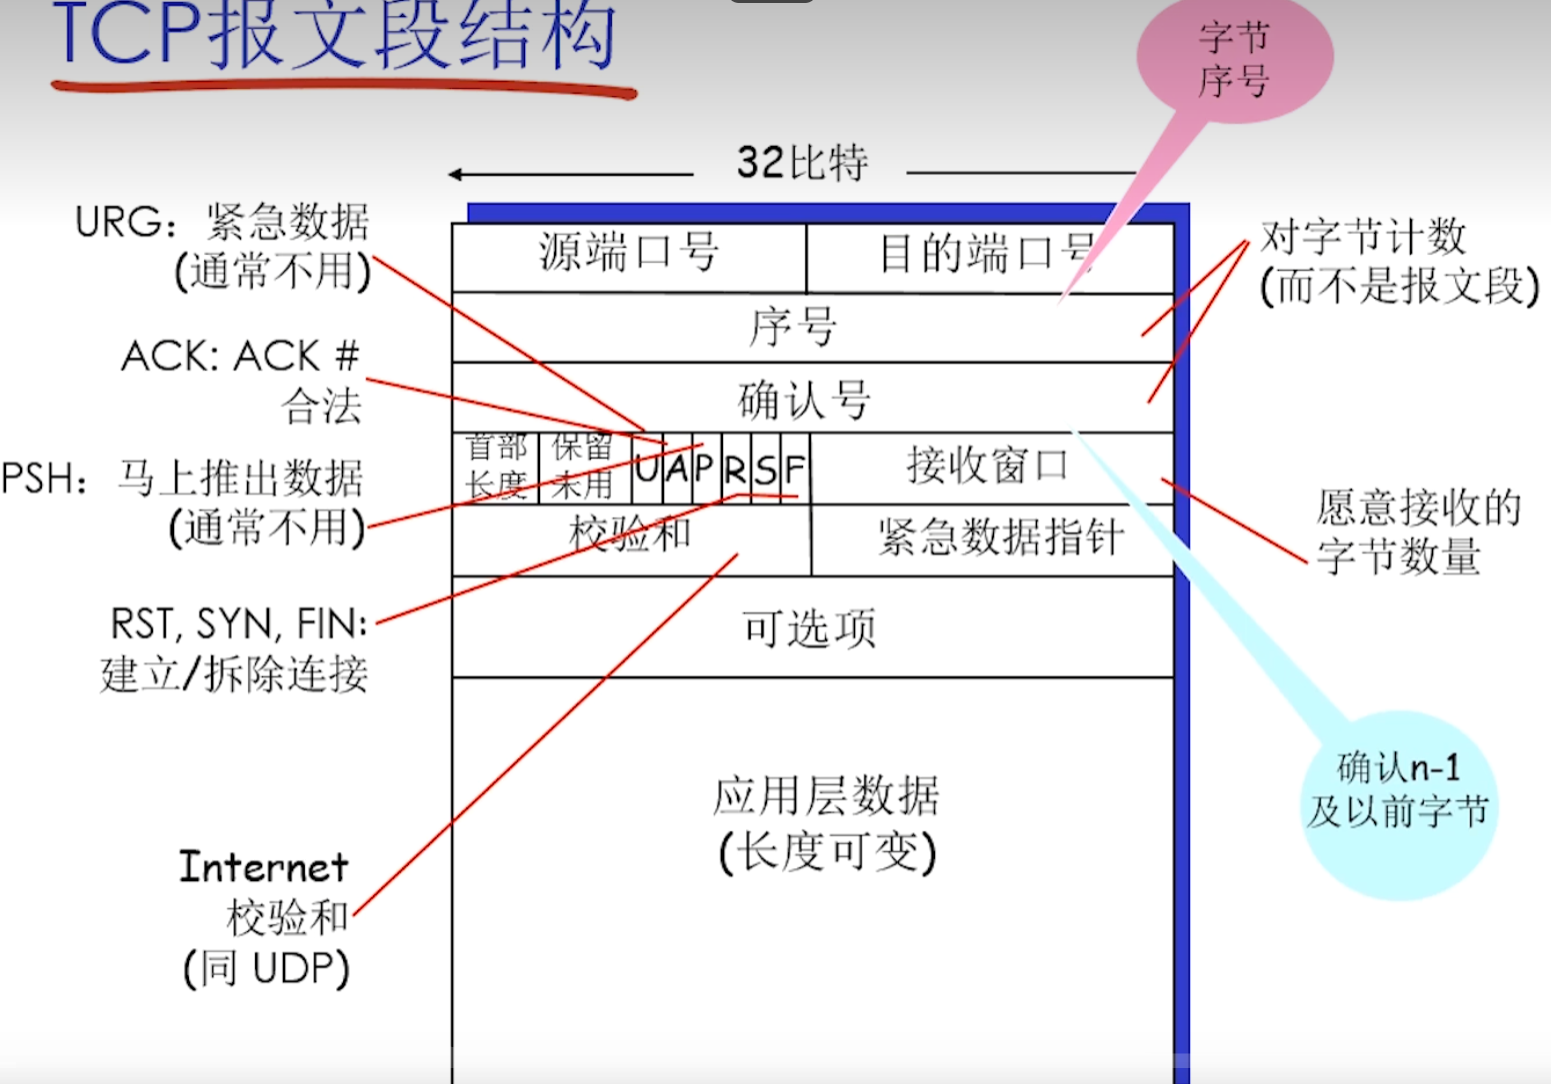 TCP报文段结构
字节
序号
32比特
URG：紧急数据
(通常不用)
源端口号
目的端口号
对字节计数
(而不是报文段)
序号
ACK: ACK #
合法
确认号
首部
长度
保留
未用
U
A
P
R
S
F
接收窗口
PSH：马上推出数据
(通常不用)
愿意接收的
字节数量
校验和
紧急数据指针
RST, SYN, FIN:
建立/拆除连接
可选项
确认n-1
及以前字节
应用层数据
(长度可变)
Internet
校验和
(同 UDP)